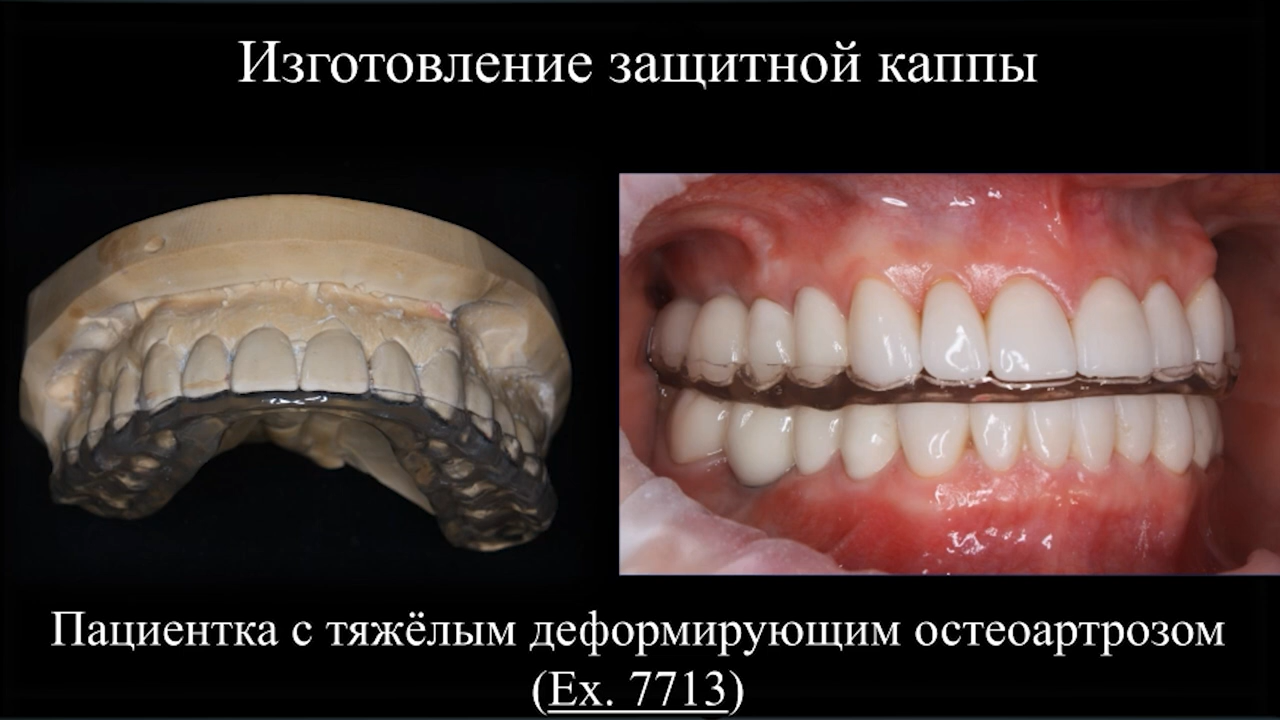 Изготовление защитной каппы
Пациентка с тяжёлым деформирующим остеоартрозом
(Ex. 7713)